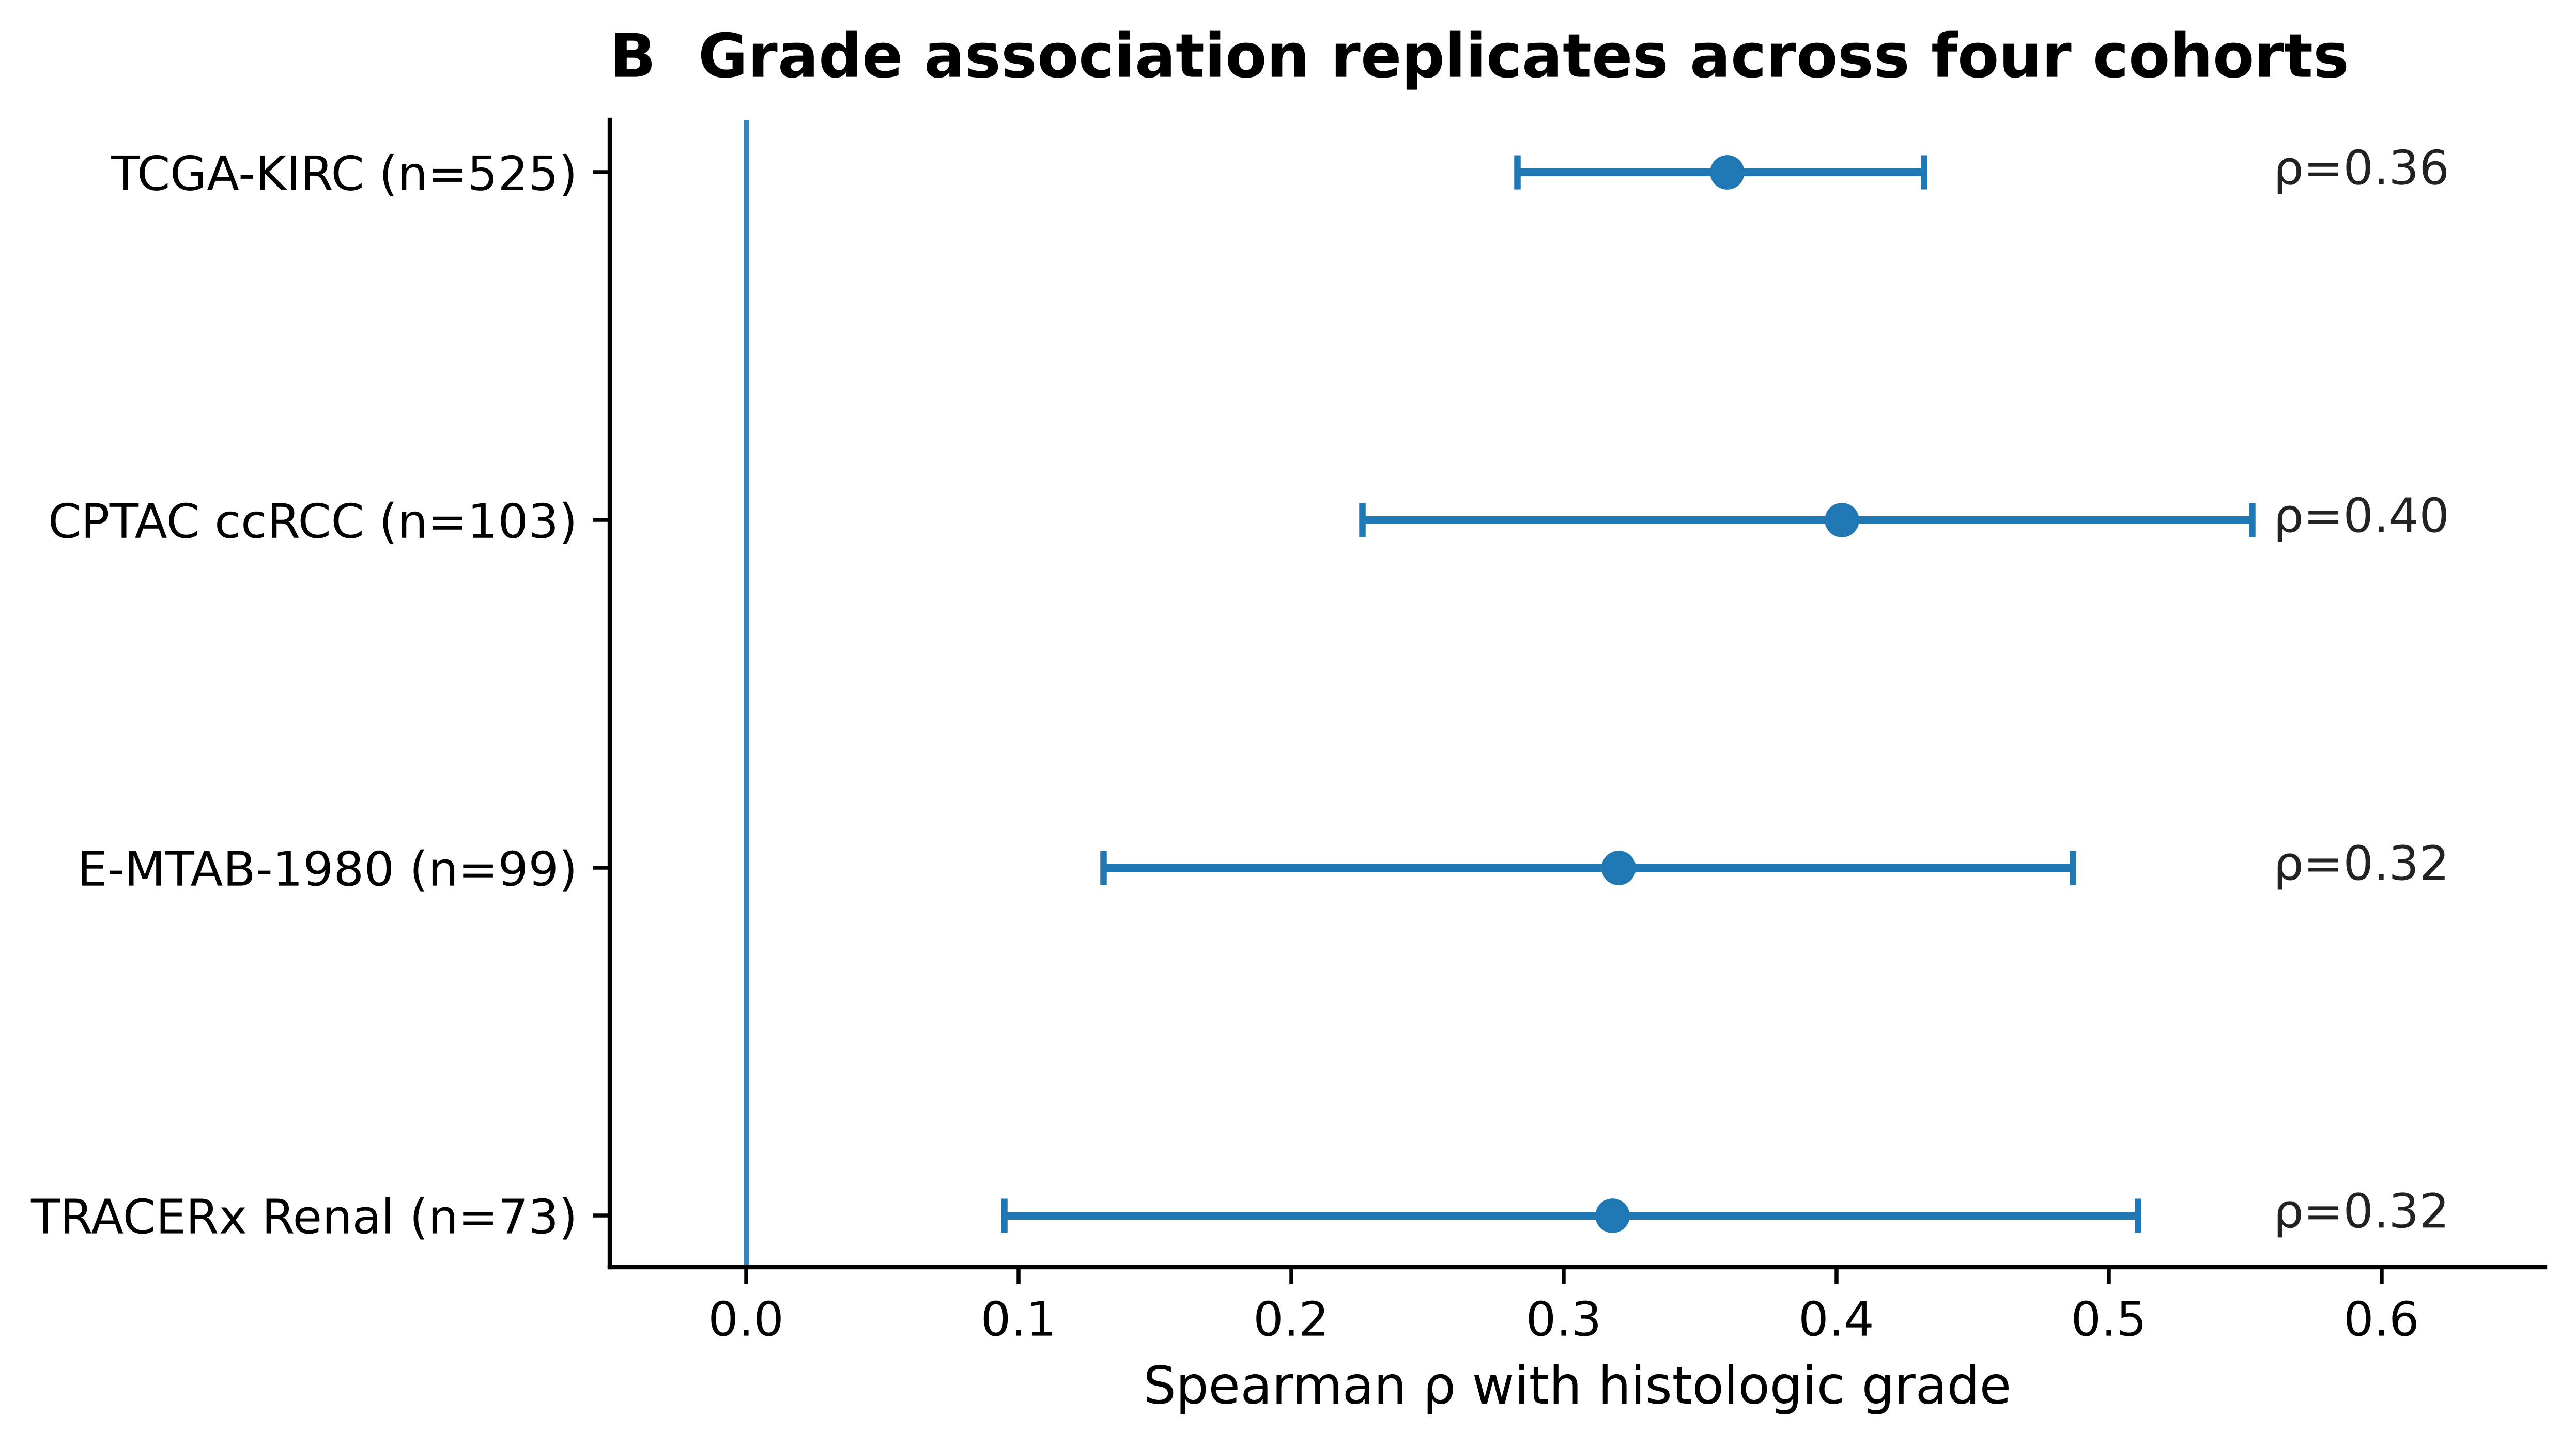 B Grade association replicates across four cohorts
TCGA-KIRC (n=525)
ρ=0.36
CPTAC ccRCC (n=103)
ρ=0.40
E-MTAB-1980 (n=99)
ρ=0.32
TRACERx Renal (n=73)
ρ=0.32
0.0 0.1 0.2 0.3 0.4 0.5 0.6
Spearman ρ with histologic grade